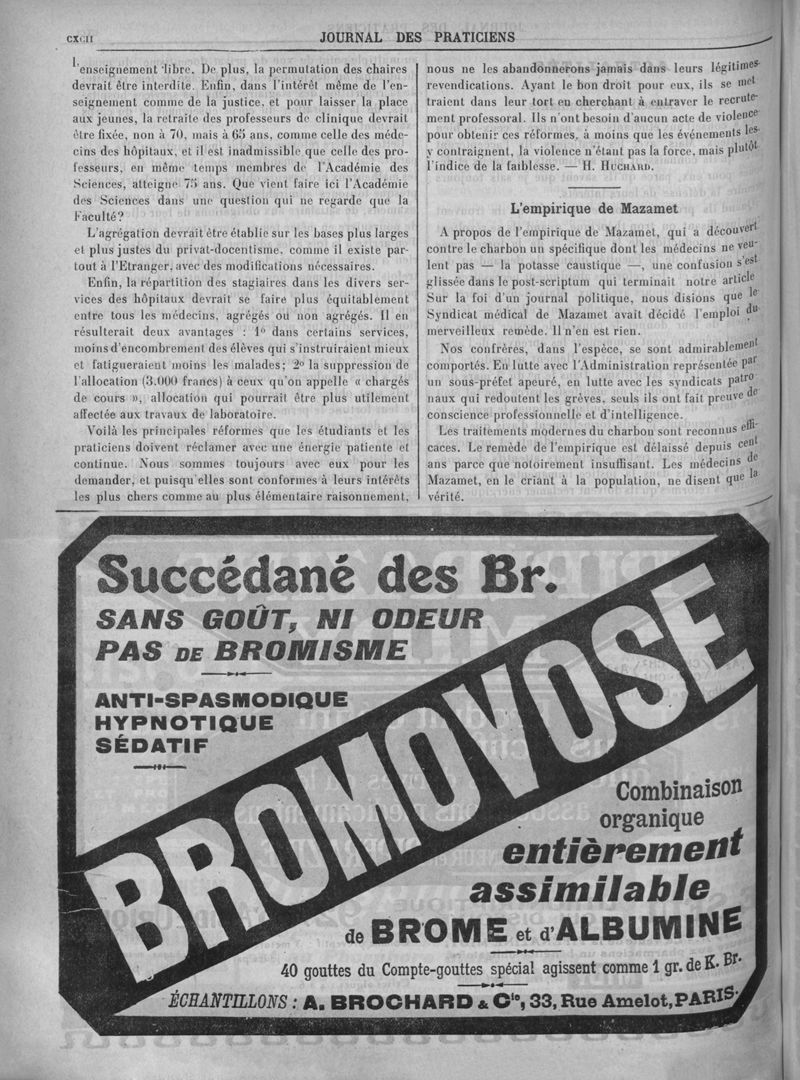 CXCII
JOURNAL DES PRATICIENS
l'enseignement libre. De plus, la permutation des chaires
devrait être interdite. Enfin, dans l'intérêt même de l'en-
seignement comme de la justice, et pour laisser la place
aux jeunes, la retraite des professeurs de clinique devrait
être fixée, non à 70, mais à 65 ans, comme celle des méde-
cins des hôpitaux, et il est inadmissible que celle des pro-
fesseurs, en même temps membres de l'Académie des
Sciences, atteigne 75 ans. Que vient faire ici l'Académie
des Sciences dans une question qui ne regarde que la
Faculté?
L'agrégation devrait être établie sur les bases plus larges
et plus justes du privat-docentisme, comme il existe par-
tout à l'Etranger, avec des modifications nécessaires.
Enfin, la répartition des stagiaires dans les divers ser-
vices des hôpitaux devrait se faire plus équitablement
entre tous les médecins, agrégés ou non agrégés. Il en
résulterait deux avantages : 1º dans certains services,
moins d'encombrement des élèves qui s'instruiraient mieux
et fatigueraient moins les malades; 2º la suppression de
l'allocation (3.000 francs) à ceux qu'on appelle « chargés
de cours », allocation qui pourrait être plus utilement
affectée aux travaux de laboratoire.
Voilà les principales réformes que les étudiants et les
praticiens doivent réclamer avec une énergie patiente et
continue. Nous sommes toujours avec eux pour les
demander, et puisqu'elles sont conformes à leurs intérêts
les plus chers comme au plus élémentaire raisonnement,
nous ne les abandonnerons jamais dans leurs légitimes
revendications. Ayant le bon droit pour eux, ils se met
traient dans leur tort en cherchant à entraver le recrute-
ment professoral. Ils n'ont besoin d'aucun acte de violence
pour obtenir ces réformes, à moins que les événements les
y contraignent, la violence n'étant pas la force, mais plutôt
l'indice de la faiblesse. — H. HUCHARD.
L'empirique de Mazamet
A propos de l'empirique de Mazamet, qui a découvert
contre le charbon un spécifique dont les médecins ne veu-
lent pas — la potasse caustique —, une confusion s'est
glissée dans le post-scriptum qui terminait notre article
Sur la foi d'un journal politique, nous disions que le
Syndicat médical de Mazamet avait décidé l'emploi du
merveilleux remède. Il n'en est rien.
Nos confrères, dans l'espèce, se sont admirablement
comportés. En lutte avec l'Administration représentée par
un sous-préfet apeuré, en lutte avec les syndicats patro
naux qui redoutent les grèves, seuls ils ont fait preuve de
conscience professionnelle et d'intelligence.
Les traitements modernes du charbon sont reconnus effi-
caces. Le remède de l'empirique est délaissé depuis cent
ans parce que notoirement insuffisant. Les médecins de
Mazamet, en le criant à la population, ne disent que la
vérité.
Succédané des Br.
SANS GOÛT, NI ODEUR
PAS DE BROMISME
ANTI-SPASMODIQUE
HYPNOTIQUE
SÉDATIF
BROMOVOSE
Combinaison
organique
entièrement
assimilable
de BROME et d'ALBUMINE
40 gouttes du Compte-gouttes spécial agissent comme 1 gr. de K. Br.
ÉCHANTILLONS : A. BROCHARD & Cie, 33, Rue Amelot, PARIS.